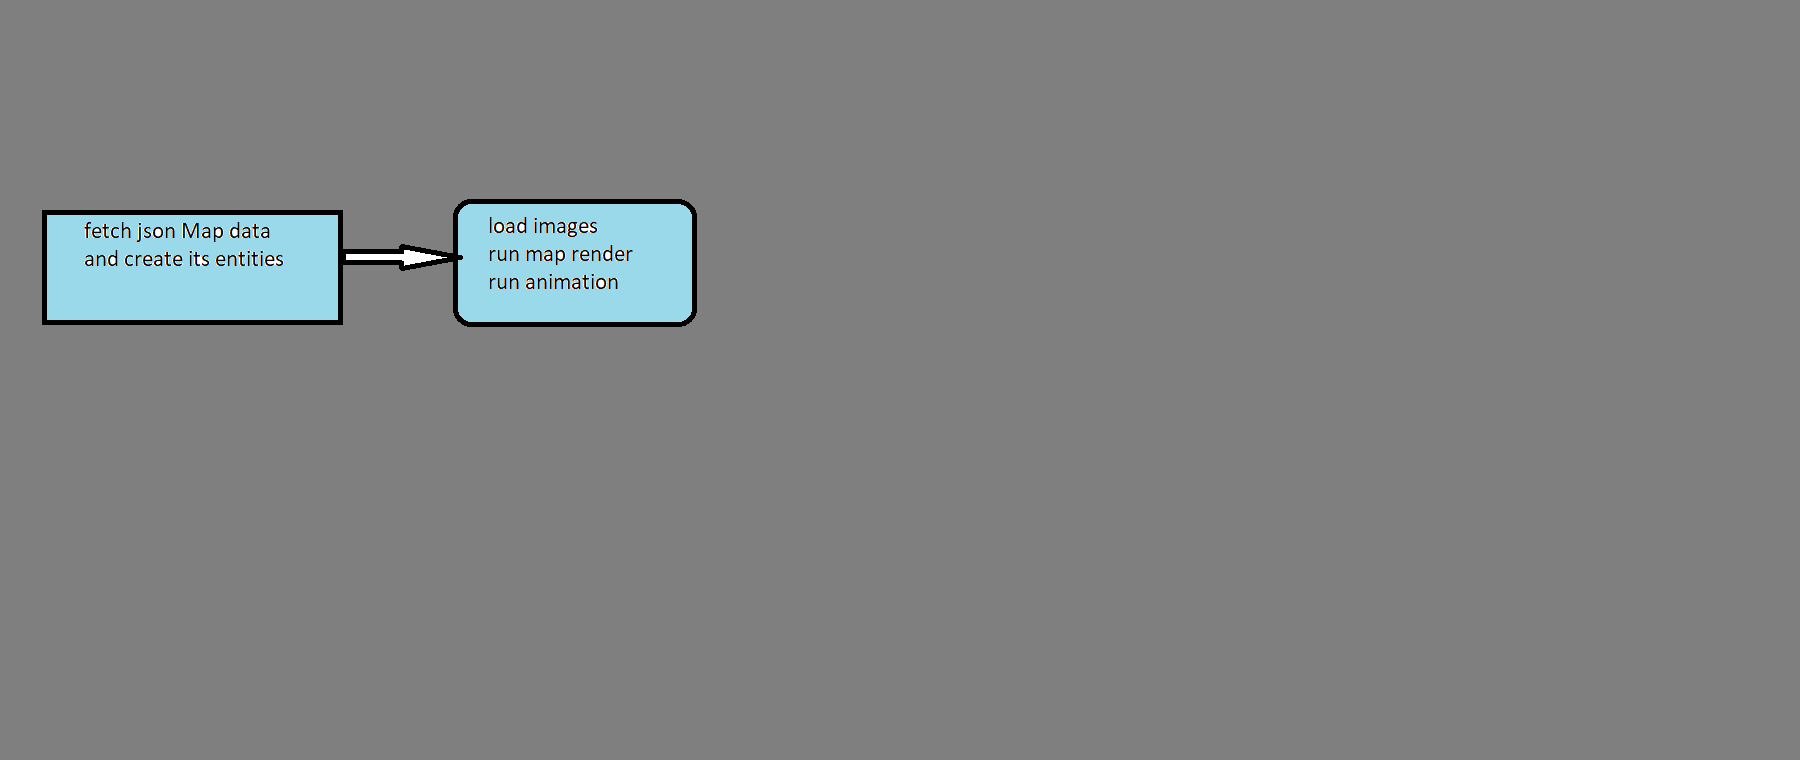 fetch json Map data
and create its entities
load images
run map render
run animation